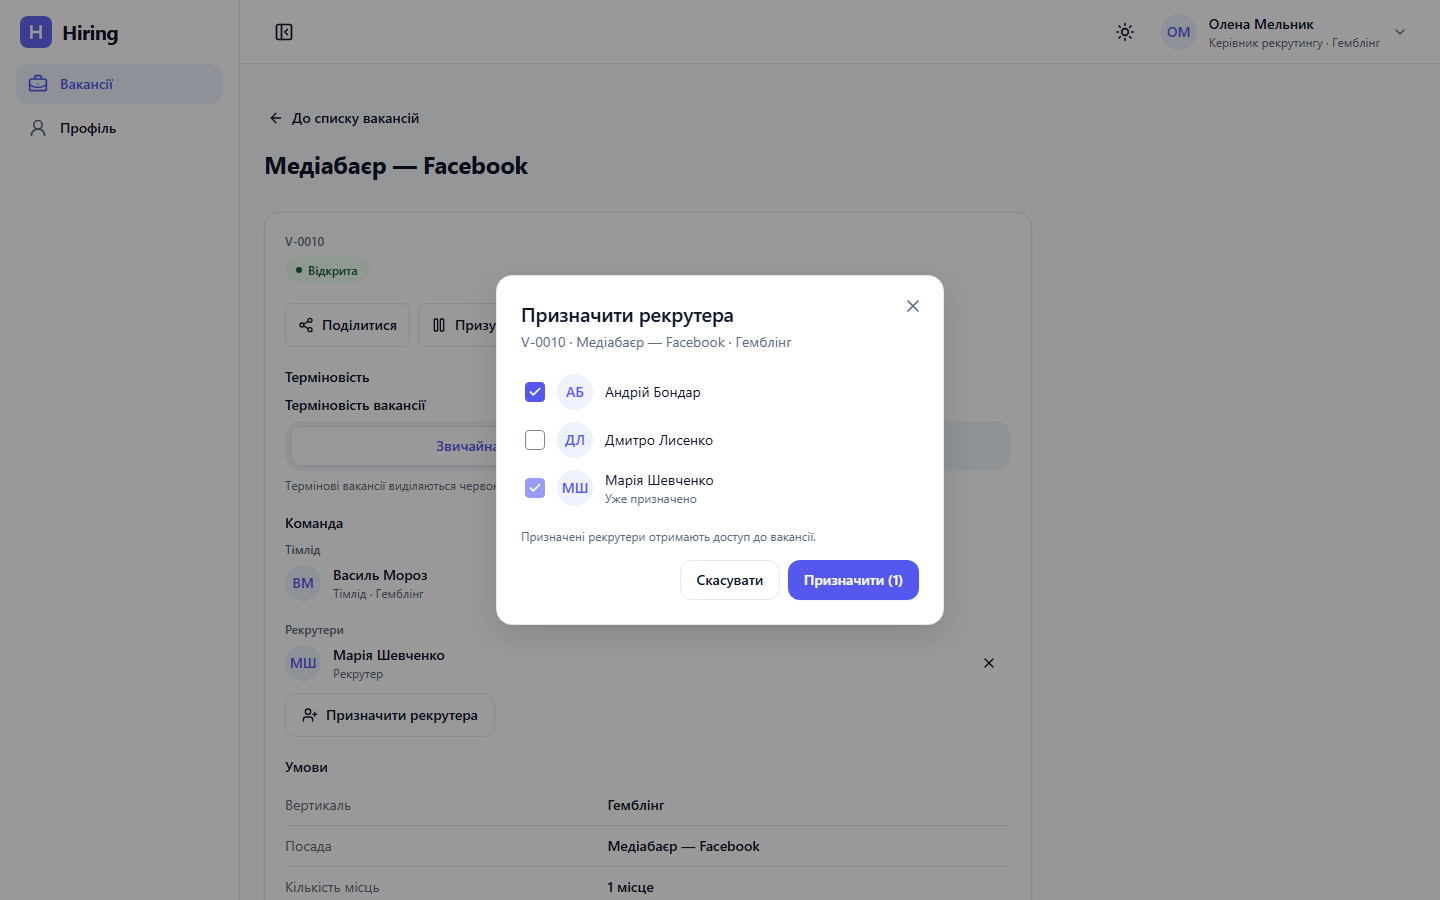 H Hiring
Вакансії
Профіль
ОМ
Олена Мельник
Керівник рекрутингу · Гемблінг
До списку вакансій
Медіабаєр — Facebook
V-0010
Відкрита
Поділитися
Призу
Терміновість
Терміновість вакансії
Звичайна
Термінові вакансії виділяються черво
Команда
Тімлід
ВМ
Василь Мороз
Тімлід · Гемблінг
Рекрутери
МШ
Марія Шевченко
Рекрутер
Призначити рекрутера
Умови
Вертикаль
Гемблінг
Посада
Медіабаєр — Facebook
Кількість місць
1 місце
Призначити рекрутера
V-0010 · Медіабаєр — Facebook · Гемблінг
АБ
Андрій Бондар
ДЛ
Дмитро Лисенко
МШ
Марія Шевченко
Уже призначено
Призначені рекрутери отримають доступ до вакансії.
Скасувати
Призначити (1)